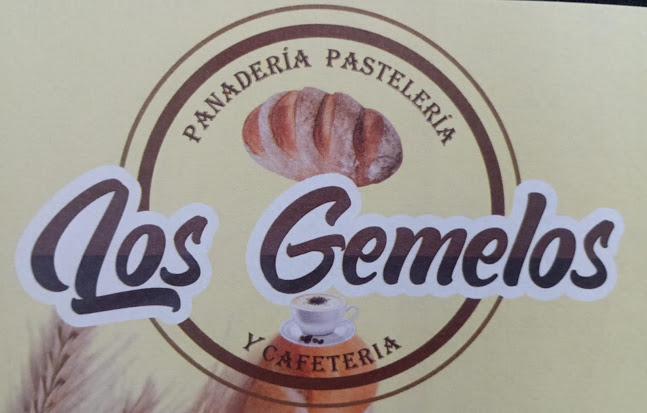 PANADERÍA PASTELERÍA
Los Gemelos
Y CAFETERIA